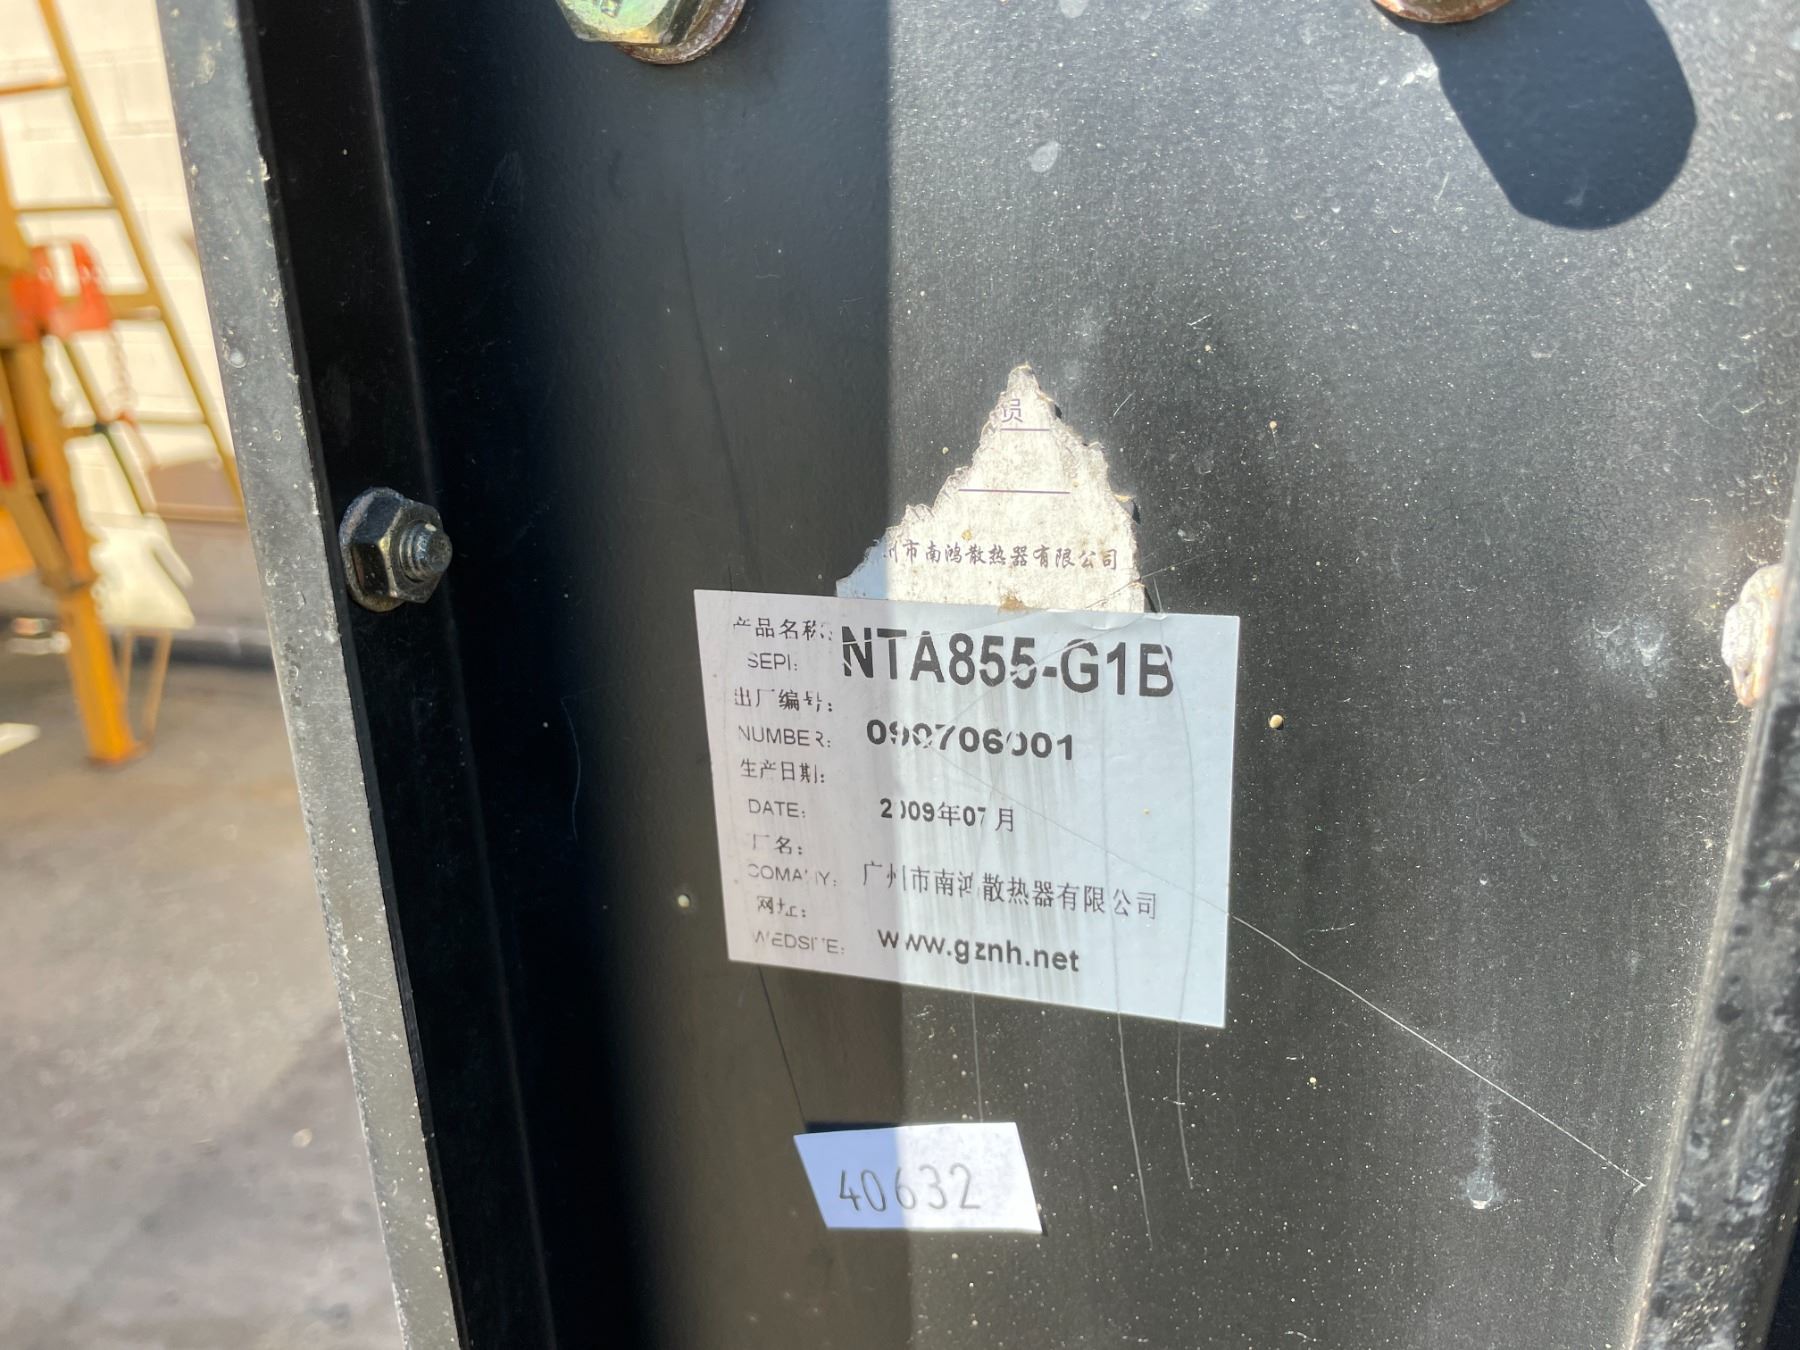 员
州市南鸿散热器有限公司
产品名称:
SEPI: NTA855-G1B
出厂编号:
NUMBER: 090706001
生产日期:
DATE: 2009年07月
厂名:
COMANY: 广州市南鸿散热器有限公司
网址:
WEDSITE: www.gznh.net
40632